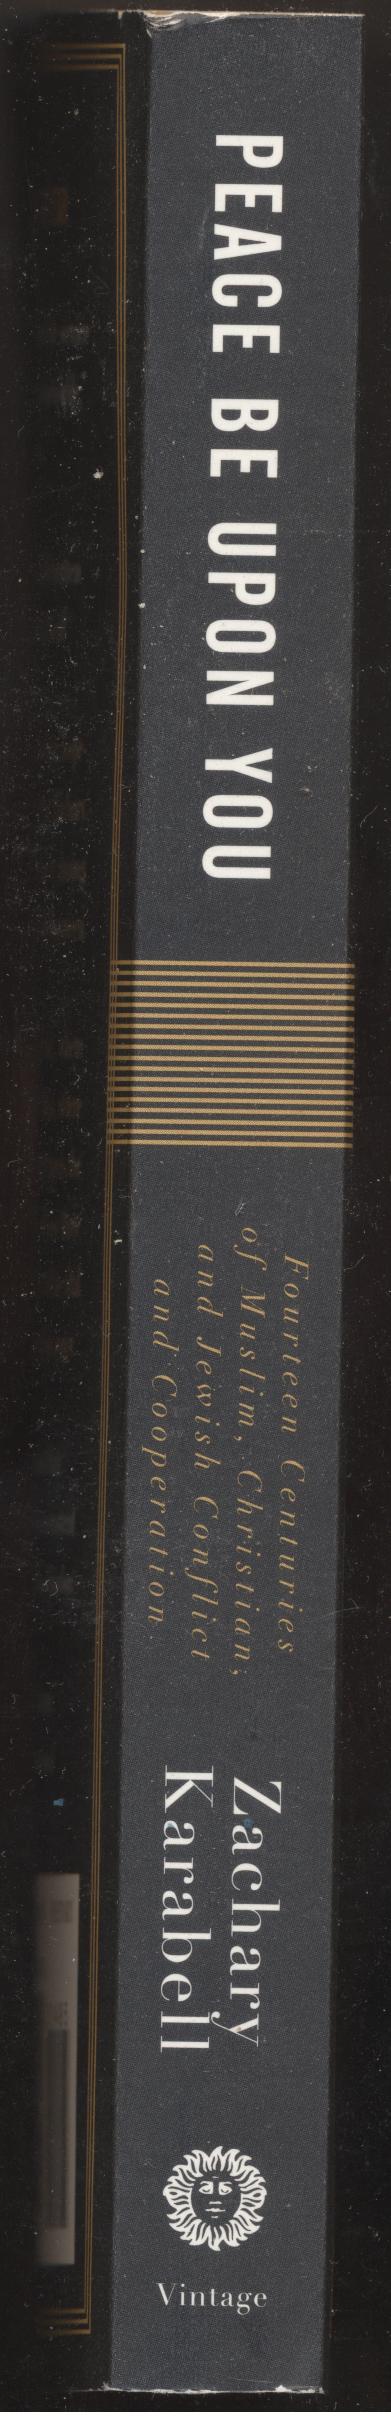 PEACE BE UPON YOU
Fourteen Centuries
of Muslim, Christian,
and Jewish Conflict
and Cooperation
Zachary
Karabell
Vintage